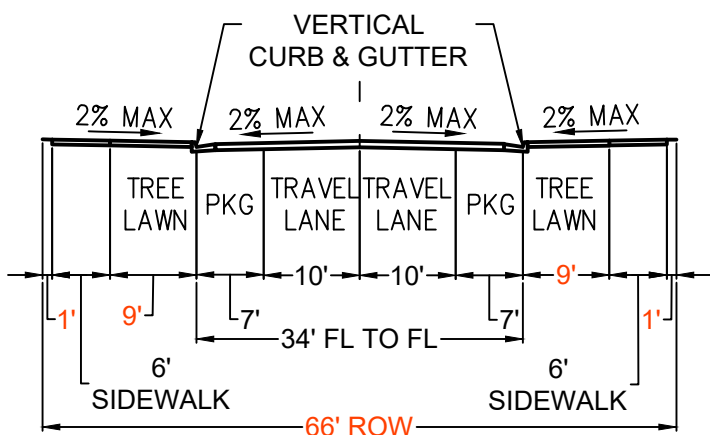 VERTICAL
CURB & GUTTER
2% MAX
2% MAX
2% MAX
2% MAX
TREE
LAWN
PKG
TRAVEL
LANE
TRAVEL
LANE
PKG
TREE
LAWN
10'
10'
9'
1'
9'
7'
7'
1'
34' FL TO FL
6'
SIDEWALK
6'
SIDEWALK
66' ROW